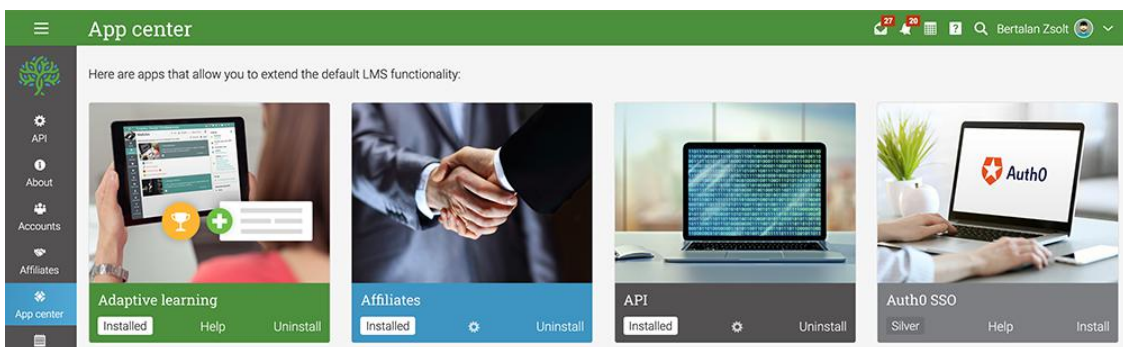 App center
27
20
Bertalan Zsolt
Here are apps that allow you to extend the default LMS functionality:
API
About
Accounts
Affiliates
App center
Auth0
Adaptive learning
Installed Help Uninstall
Affiliates
Installed Uninstall
API
Installed Uninstall
Auth0 SSO
Silver Help Install